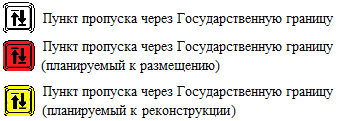 Пункт пропуска через Государственную границу
Пункт пропуска через Государственную границу
(планируемый к размещению)
Пункт пропуска через Государственную границу
(планируемый к реконструкции)